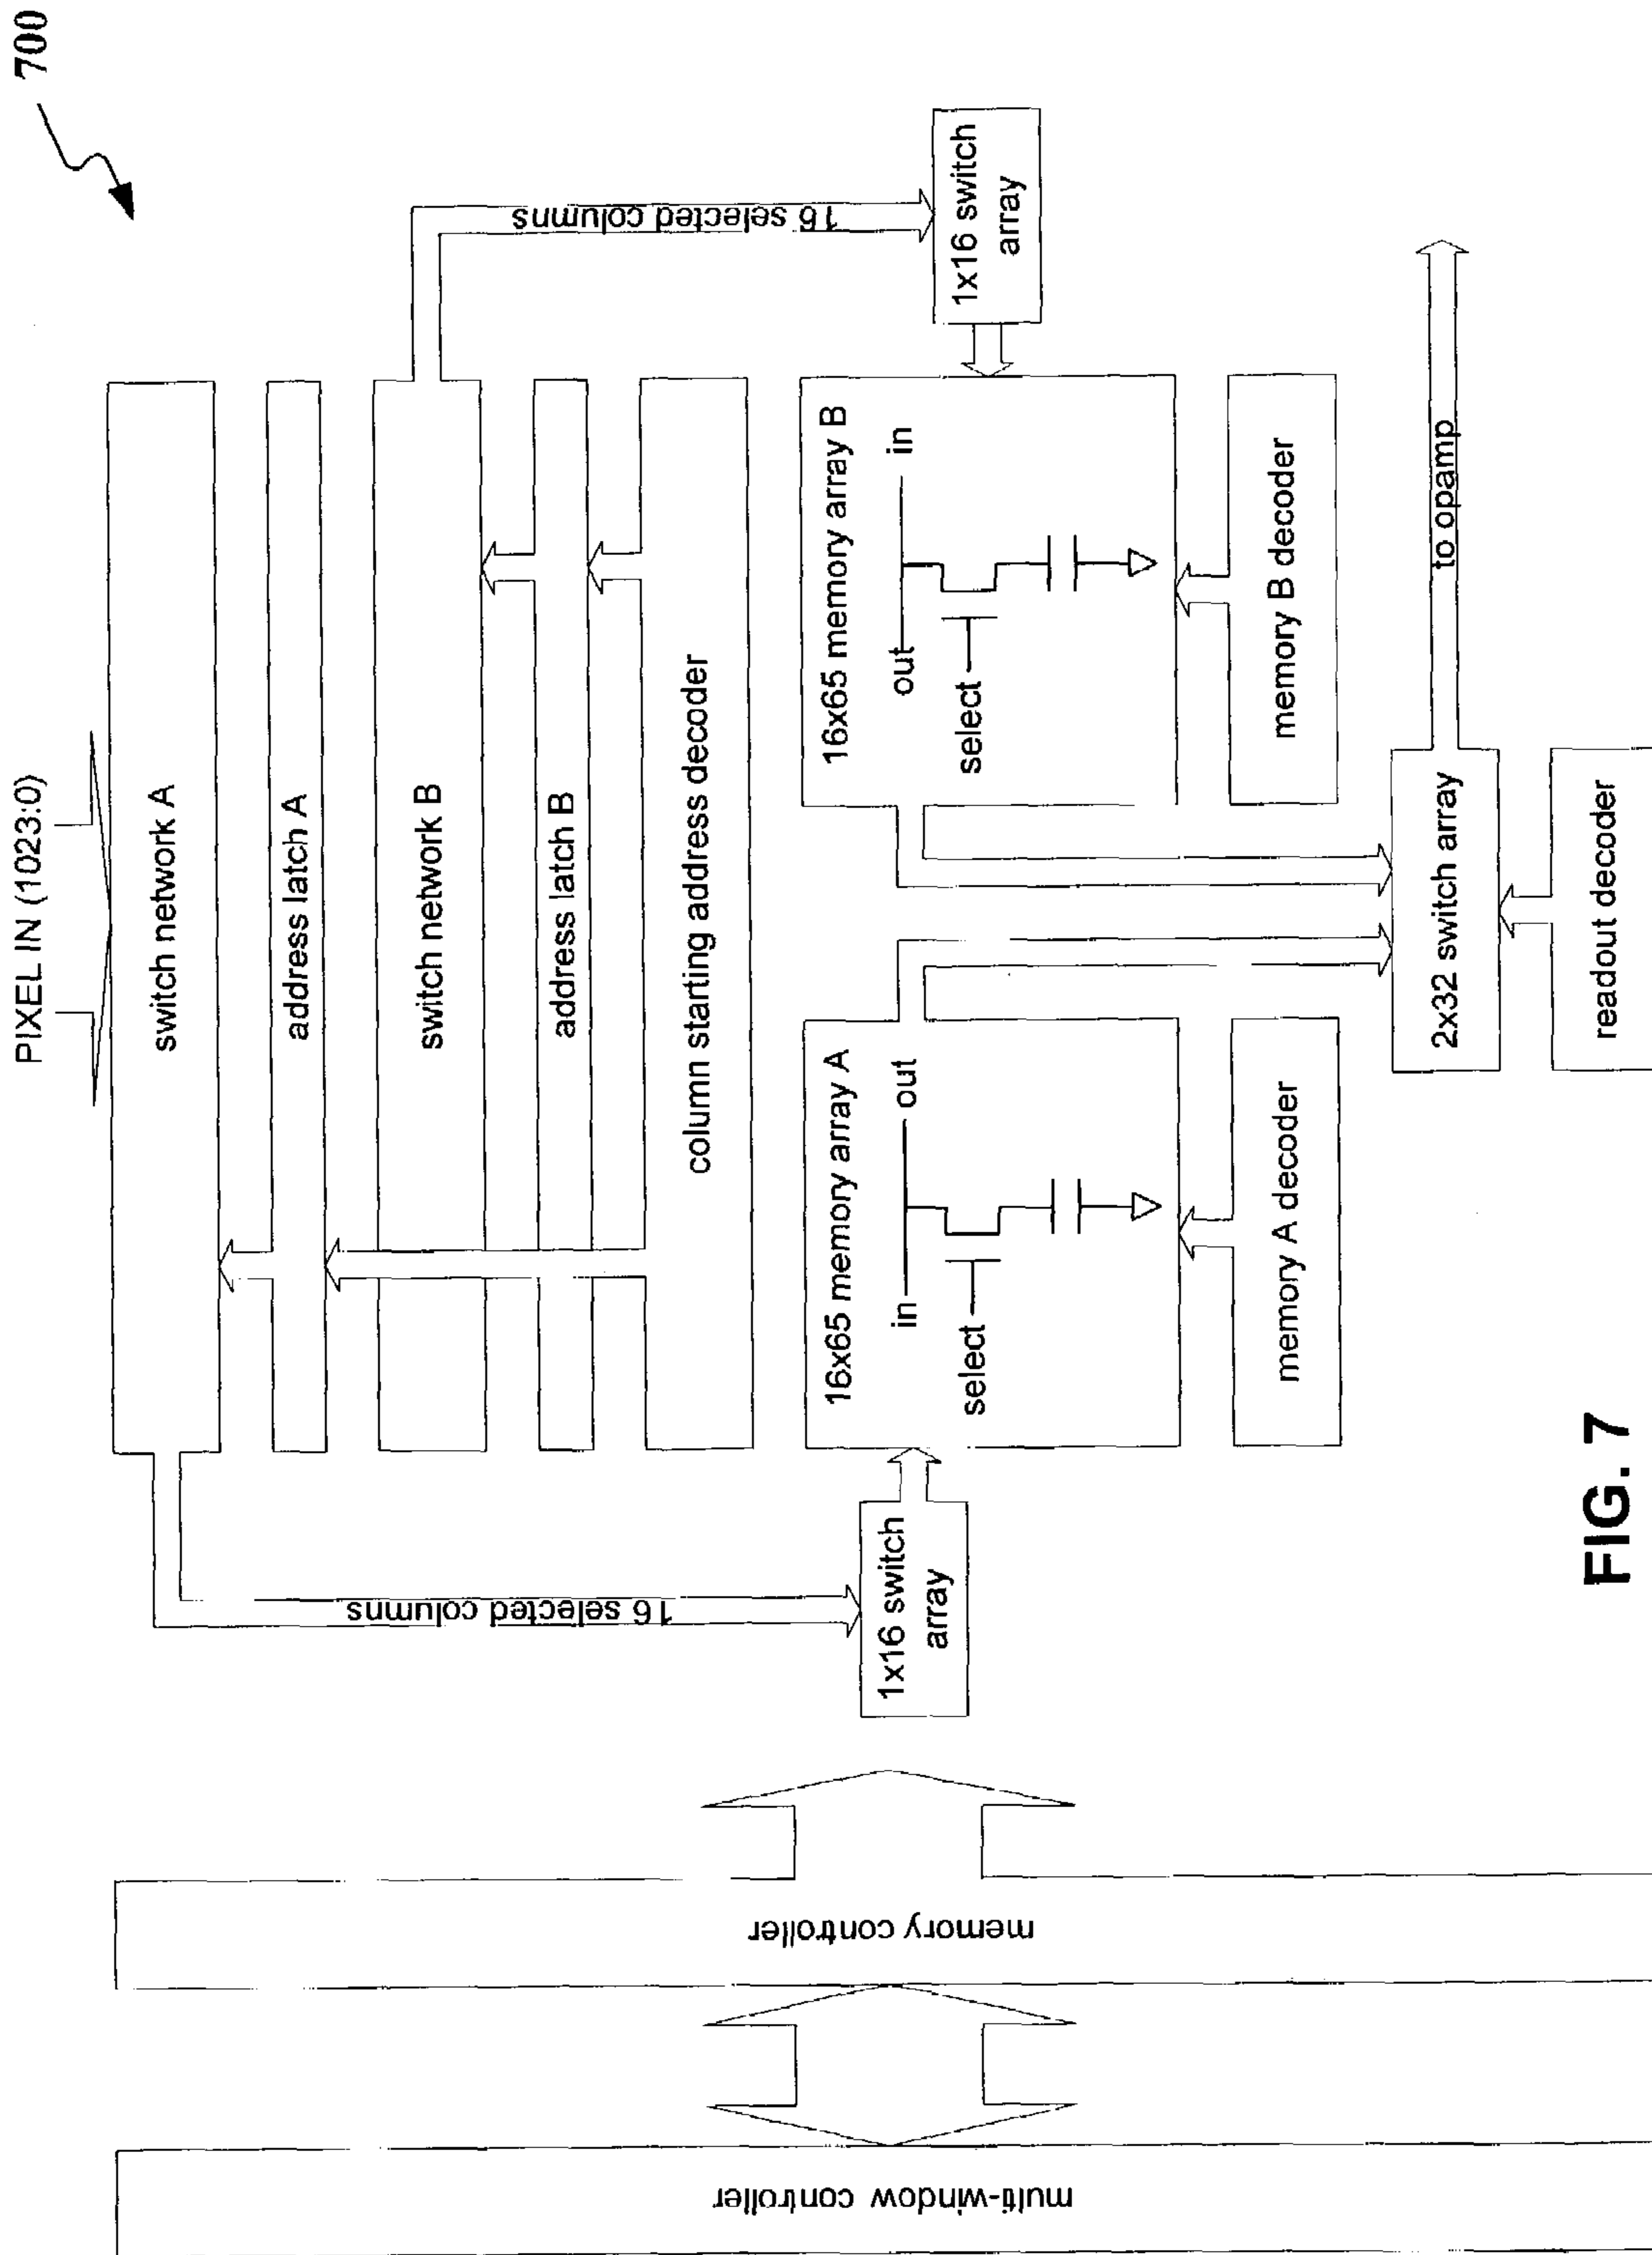 700
PIXEL IN (1023:0)
switch network A
address latch A
switch network B
address latch B
column starting address decoder
16 selected columns
16 selected columns
1x16 switch
array
1x16 switch
array
16x65 memory array A
in
out
select
16x65 memory array B
out
in
select
memory A decoder
memory B decoder
2x32 switch array
to opamp
readout decoder
memory controller
multi-window controller
FIG. 7